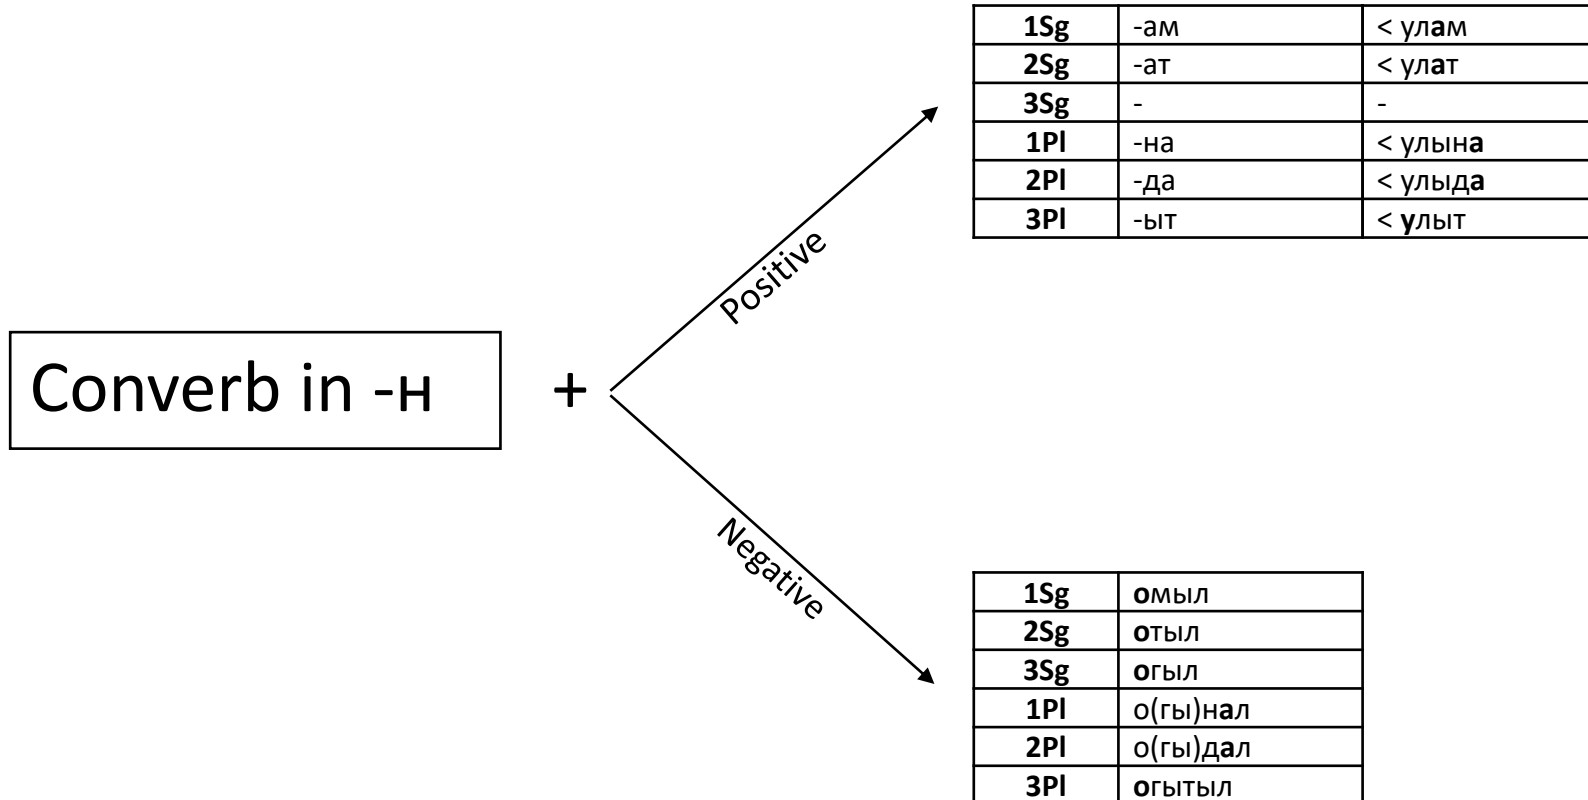 1Sg -ам < улам
2Sg -ат < улат
3Sg - -
1Pl -на < улына
2Pl -да < улыда
3Pl -ыт < улыт
Positive
Converb in -н +
Negative
1Sg омыл
2Sg отыл
3Sg огыл
1Pl о(гы)нал
2Pl о(гы)дал
3Pl огытыл